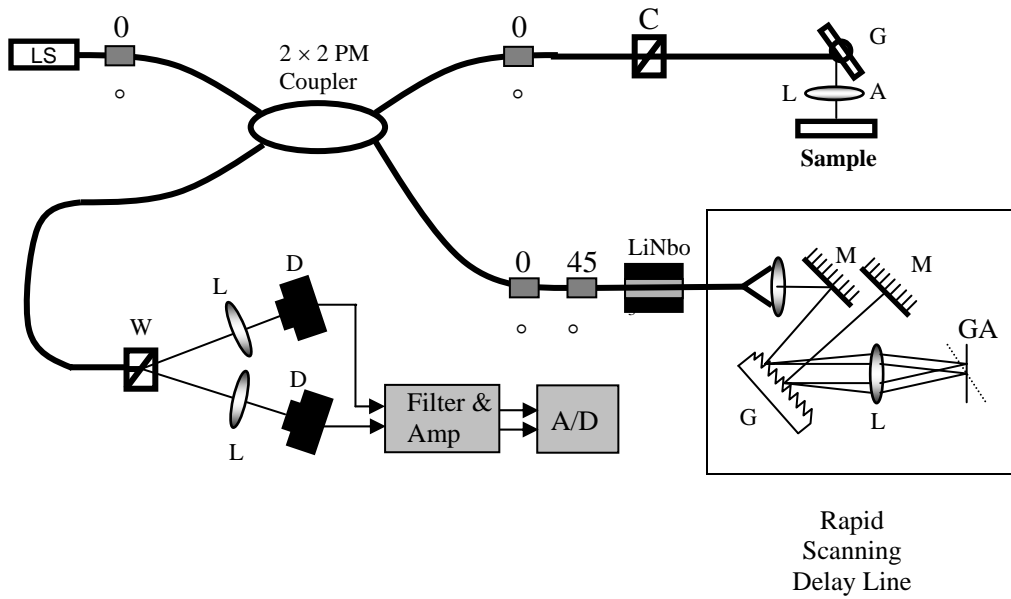 LS
0
°
2 × 2 PM
Coupler
0
°
C
G
L
A
Sample
LiNbo
0
45
°
°
M
M
GA
G
L
Rapid
Scanning
Delay Line
W
L
D
L
D
Filter &
Amp
A/D